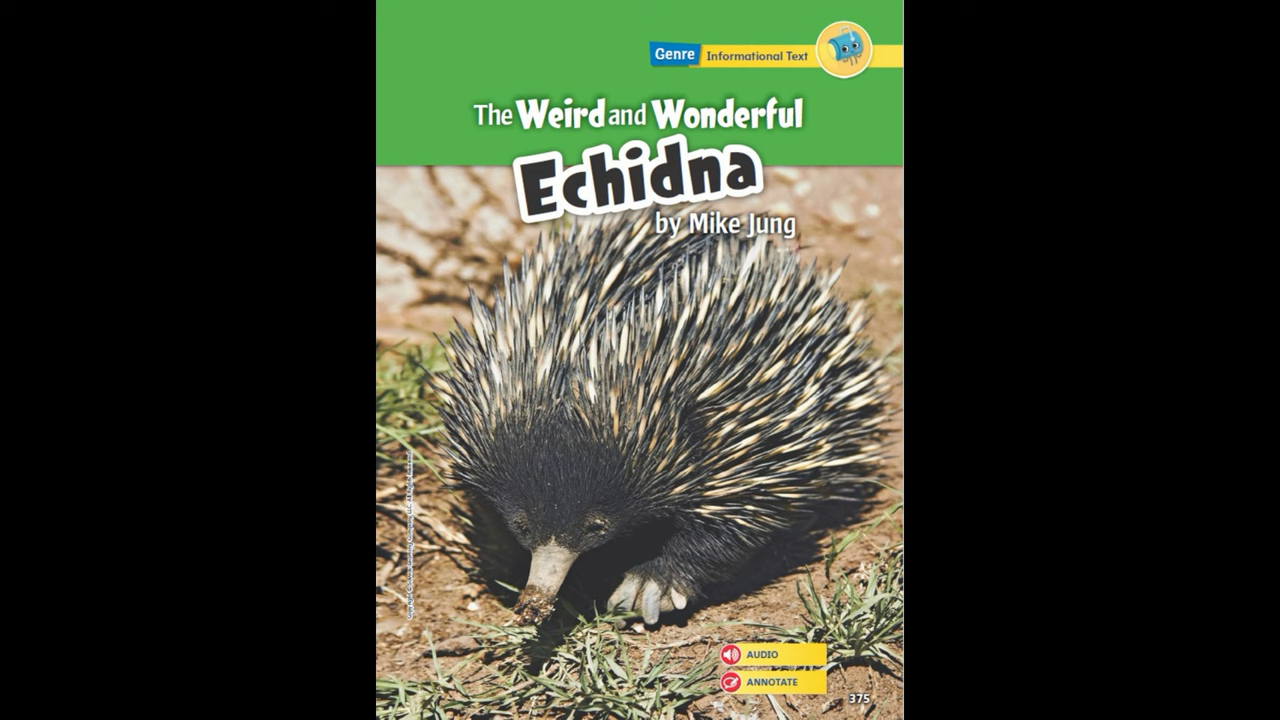 Genre Informational Text
The Weird and Wonderful
Echidna
by Mike Jung
AUDIO
ANNOTATE
375